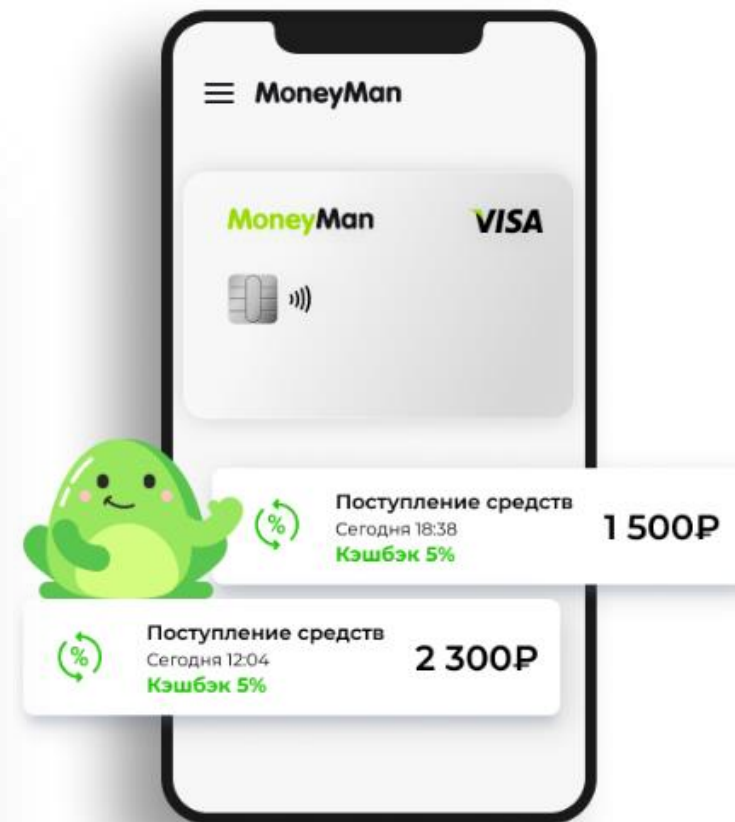 MoneyMan
MoneyMan VISA
Поступление средств
Сегодня 18:38
Кэшбэк 5%
1 500₽
Поступление средств
Сегодня 12:04
Кэшбэк 5%
2 300₽